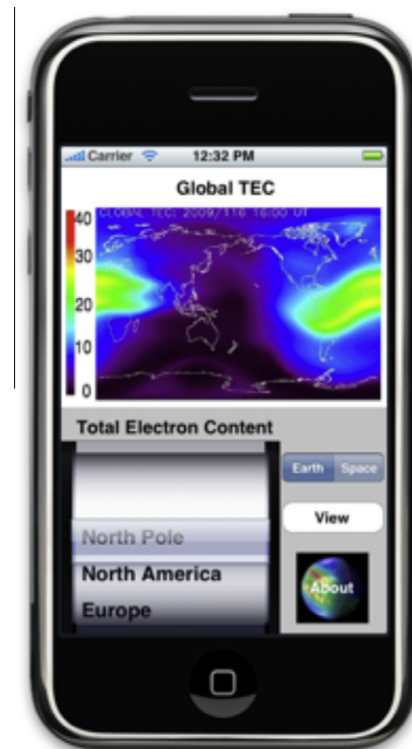 Carrier 12:32 PM
Global TEC
GLOBAL TEC: 2009/116 16:00 UT
40
30
20
10
0
Total Electron Content
Earth Space
View
North Pole
North America
About
Europe